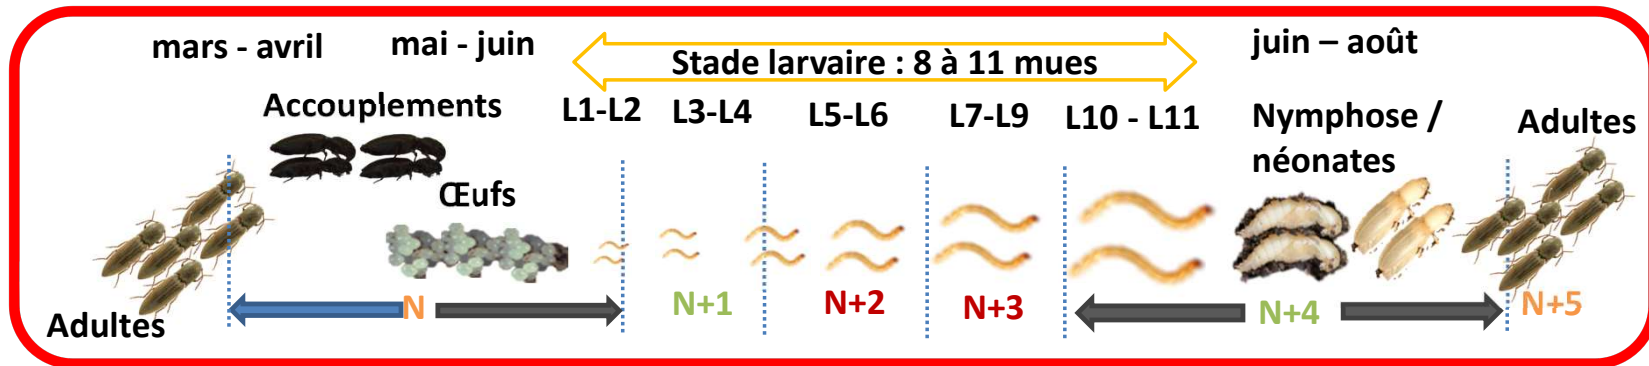 mars - avril
mai - juin
Stade larvaire : 8 à 11 mues
juin – août
Accouplements
L1-L2
L3-L4
L5-L6
L7-L9
L10 - L11
Nymphose /
néonates
Adultes
Œufs
Adultes
N
N+1
N+2
N+3
N+4
N+5